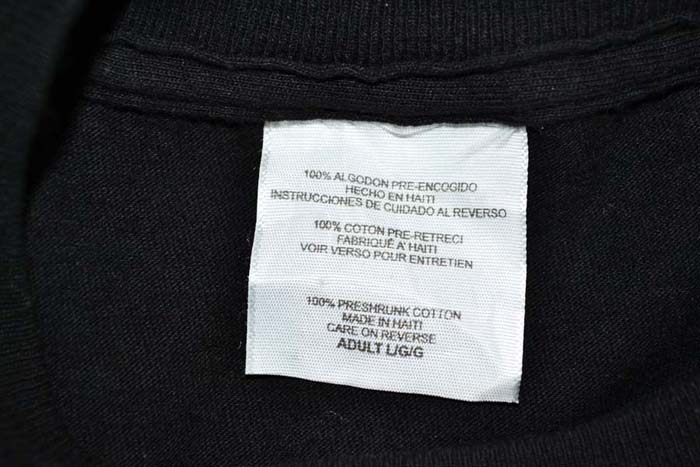 100% ALGODON PRE-ENCOGIDO
HECHO EN HAITI
INSTRUCCIONES DE CUIDADO AL REVERSO
100% COTON PRE-RETRECI
FABRIQUÉ A' HAITI
VOIR VERSO POUR ENTRETIEN
100% PRESHRUNK COTTON
MADE IN HAITI
CARE ON REVERSE
ADULT L/G/G